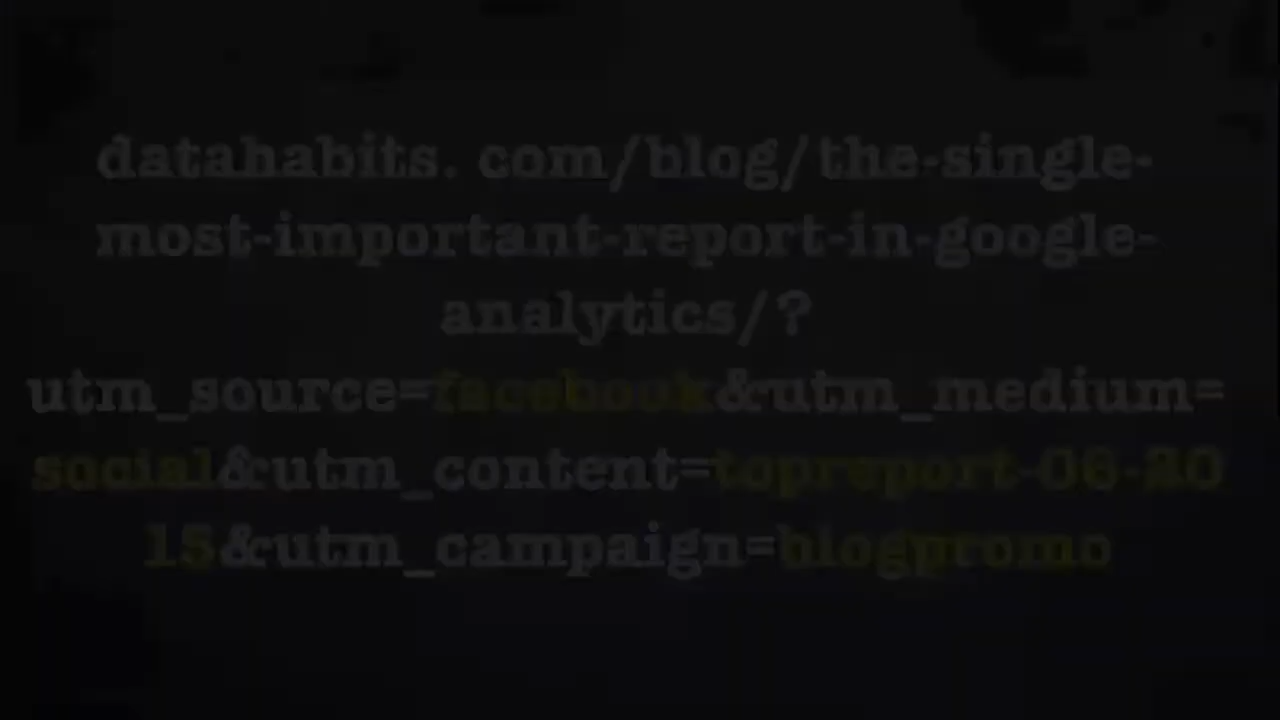 datahabits. com/blog/the-single-
most-important-report-in-google-
analytics/?
utm_source=facebook&utm_medium=
social&utm_content=topreport-06-20
15&utm_campaign=blogpromo